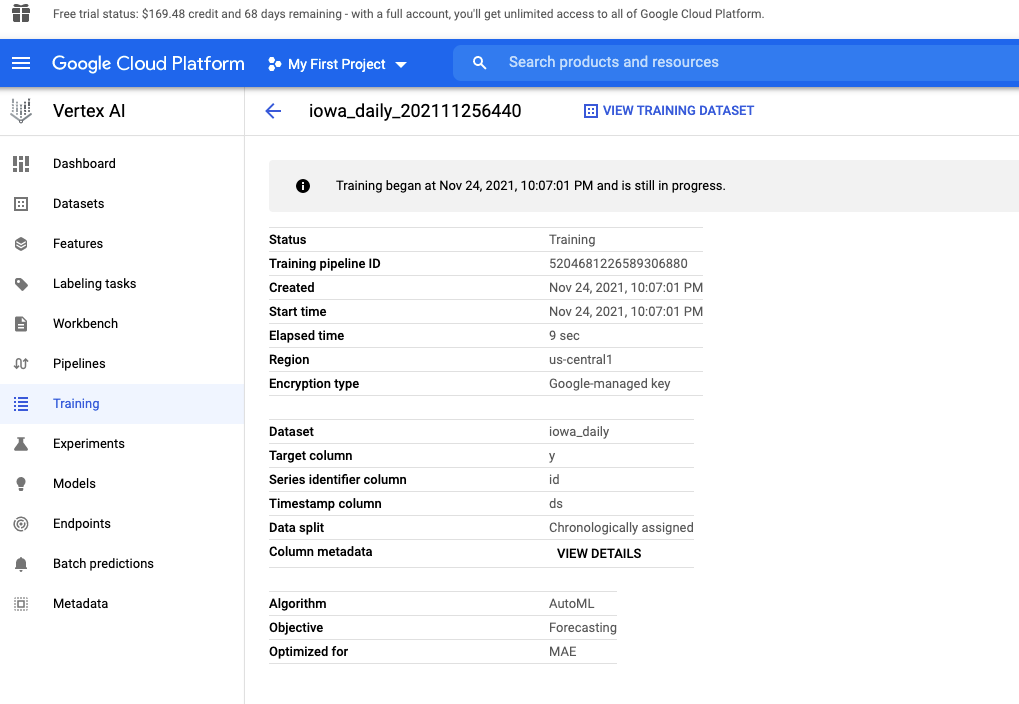 Free trial status: $169.48 credit and 68 days remaining - with a full account, you'll get unlimited access to all of Google Cloud Platform.
Google Cloud Platform My First Project Search products and resources
Vertex AI
iowa_daily_202111256440 VIEW TRAINING DATASET
Dashboard
Datasets
Features
Labeling tasks
Workbench
Pipelines
Training
Experiments
Models
Endpoints
Batch predictions
Metadata
Training began at Nov 24, 2021, 10:07:01 PM and is still in progress.
Status Training
Training pipeline ID 5204681226589306880
Created Nov 24, 2021, 10:07:01 PM
Start time Nov 24, 2021, 10:07:01 PM
Elapsed time 9 sec
Region us-central1
Encryption type Google-managed key
Dataset iowa_daily
Target column y
Series identifier column id
Timestamp column ds
Data split Chronologically assigned
Column metadata VIEW DETAILS
Algorithm AutoML
Objective Forecasting
Optimized for MAE